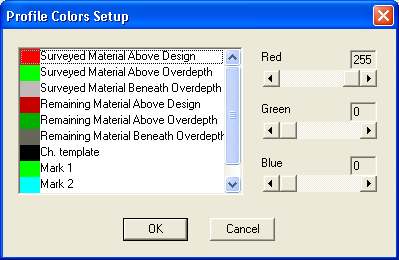 Profile Colors Setup
Surveyed Material Above Design
Surveyed Material Above Overdepth
Surveyed Material Beneath Overdepth
Remaining Material Above Design
Remaining Material Above Overdepth
Remaining Material Beneath Overdepth
Ch. template
Mark 1
Mark 2
Red 255
Green 0
Blue 0
OK Cancel